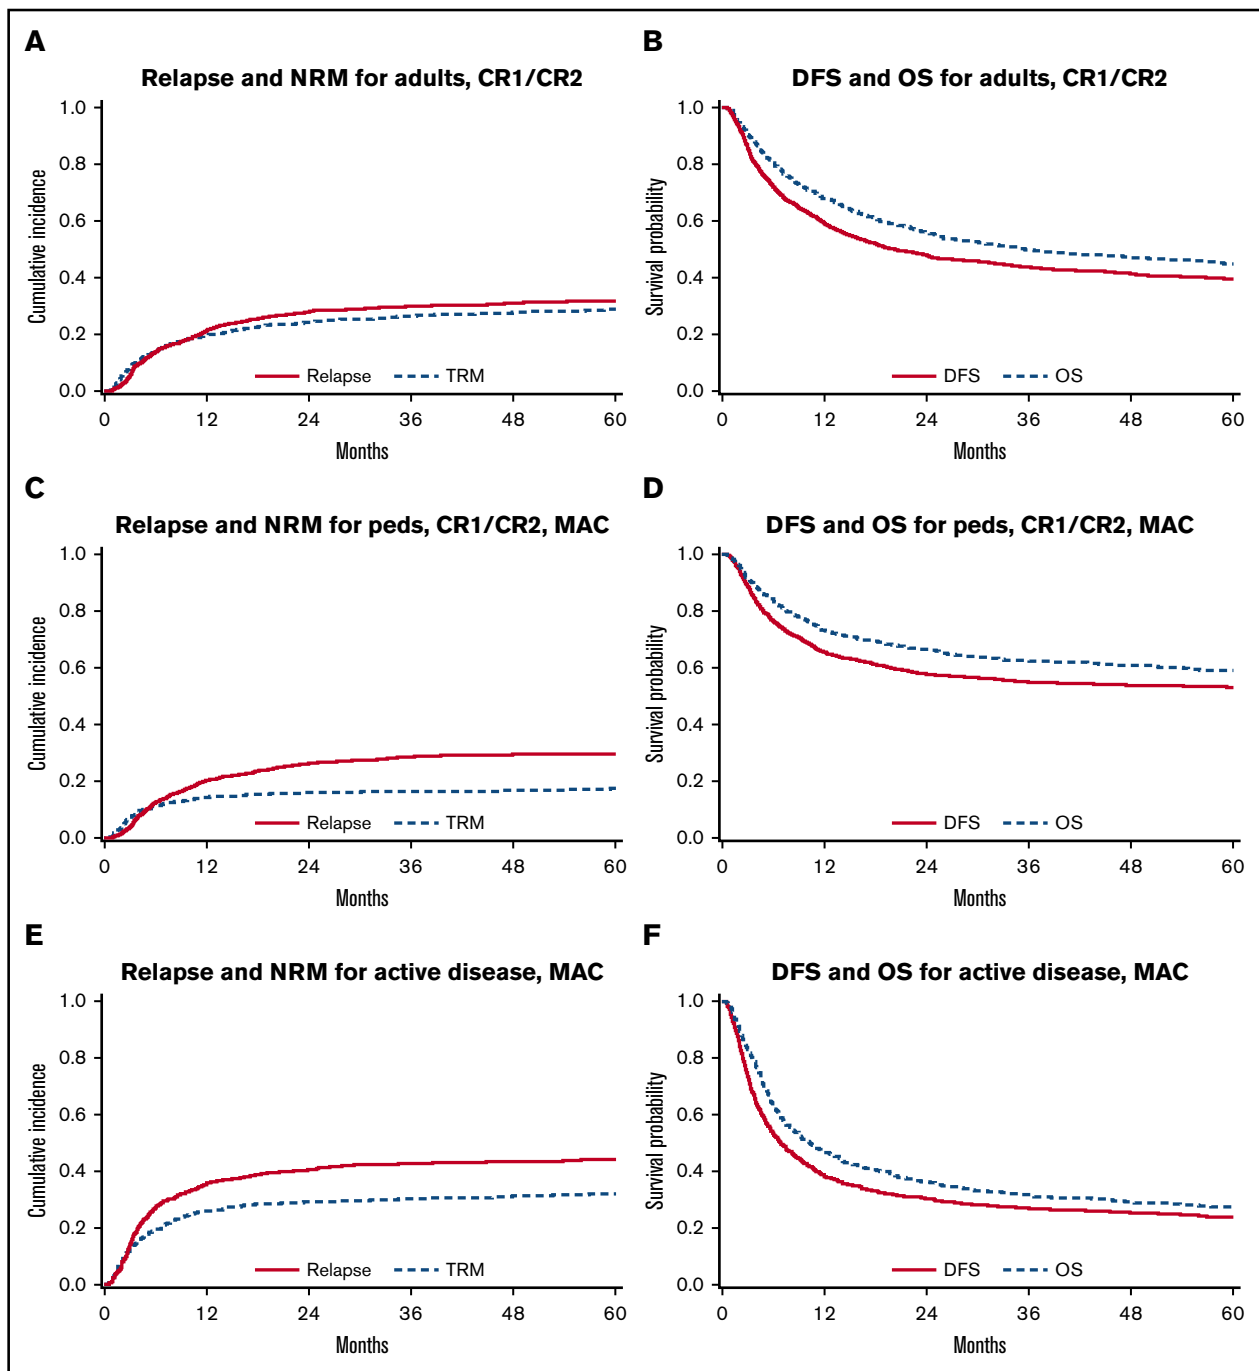 A
Relapse and NRM for adults, CR1/CR2
Cumulative incidence
1.0
0.8
0.6
0.4
0.2
0.0
Relapse TRM
0 12 24 36 48 60
Months
B
DFS and OS for adults, CR1/CR2
Survival probability
1.0
0.8
0.6
0.4
0.2
0.0
DFS OS
0 12 24 36 48 60
Months
C
Relapse and NRM for peds, CR1/CR2, MAC
Cumulative incidence
1.0
0.8
0.6
0.4
0.2
0.0
Relapse TRM
0 12 24 36 48 60
Months
D
DFS and OS for peds, CR1/CR2, MAC
Survival probability
1.0
0.8
0.6
0.4
0.2
0.0
DFS OS
0 12 24 36 48 60
Months
E
Relapse and NRM for active disease, MAC
Cumulative incidence
1.0
0.8
0.6
0.4
0.2
0.0
Relapse TRM
0 12 24 36 48 60
Months
F
DFS and OS for active disease, MAC
Survival probability
1.0
0.8
0.6
0.4
0.2
0.0
DFS OS
0 12 24 36 48 60
Months